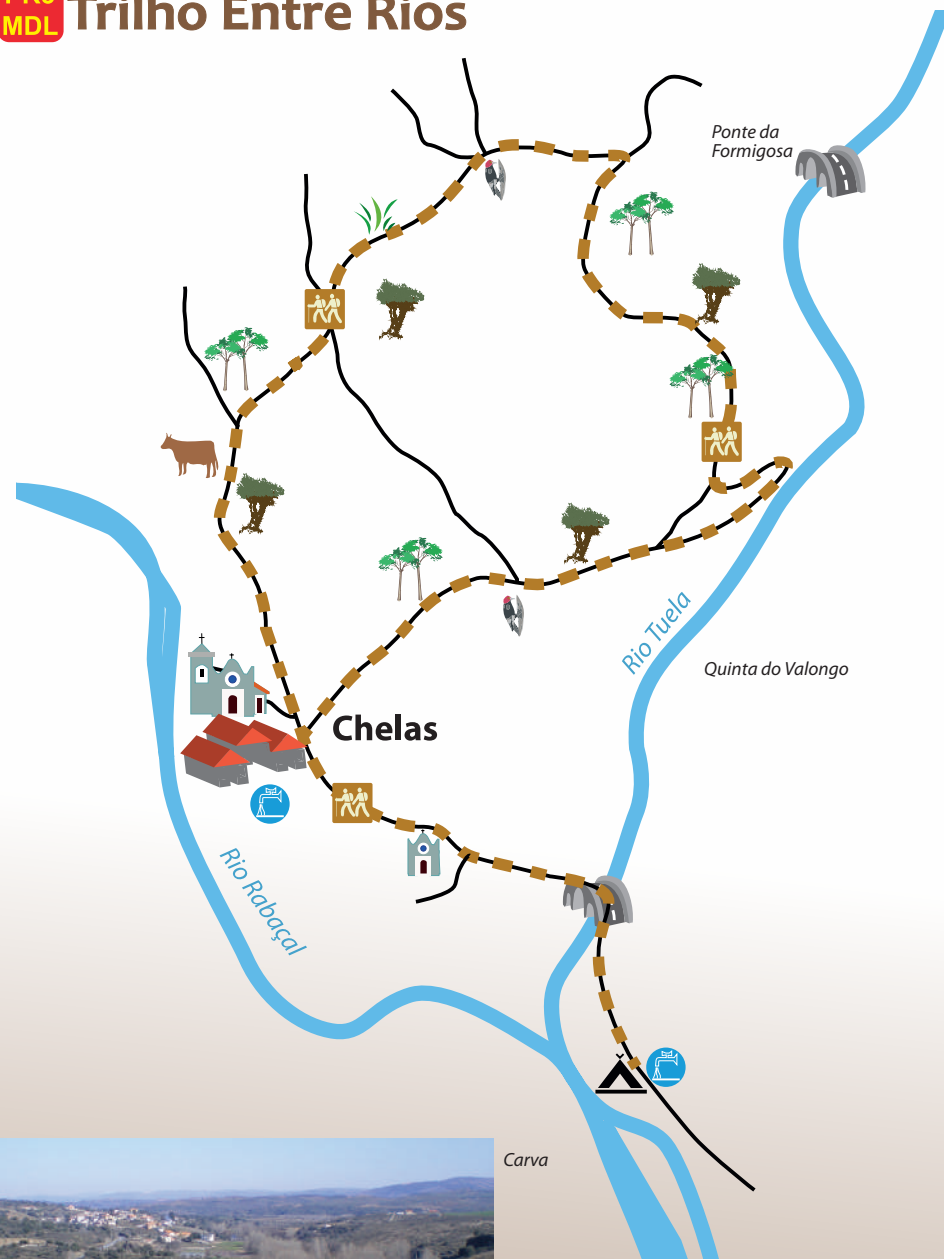 MDL
Trilho Entre Rios
Ponte da
Formigosa
Rio Tuela
Quinta do Valongo
Chelas
Rio Rabaçal
Carva